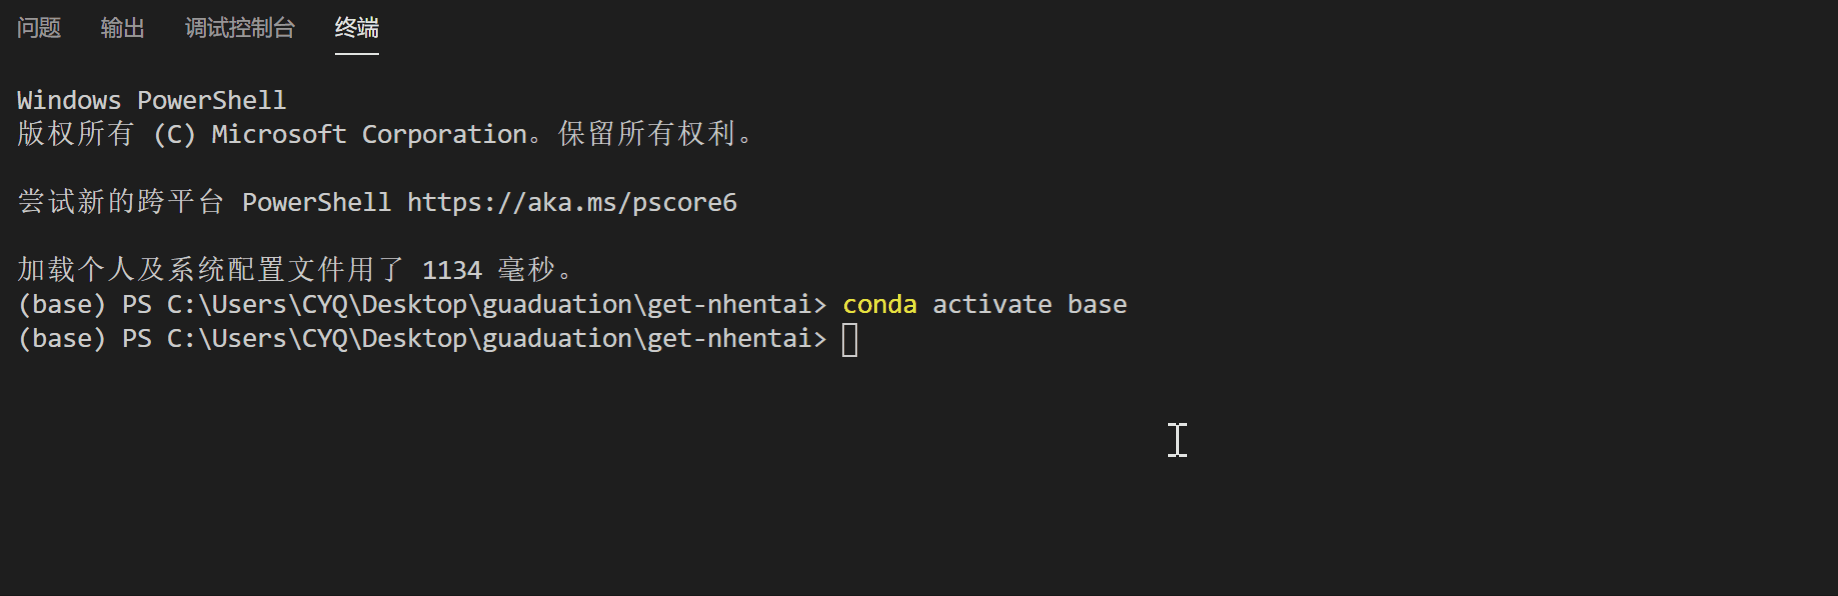 问题 输出 调试控制台 终端
Windows PowerShell
版权所有 (C) Microsoft Corporation。保留所有权利。
尝试新的跨平台 PowerShell https://aka.ms/pscore6
加载个人及系统配置文件用了 1134 毫秒。
(base) PS C:\Users\CYQ\Desktop\guaduation\get-nhentai> conda activate base
(base) PS C:\Users\CYQ\Desktop\guaduation\get-nhentai>